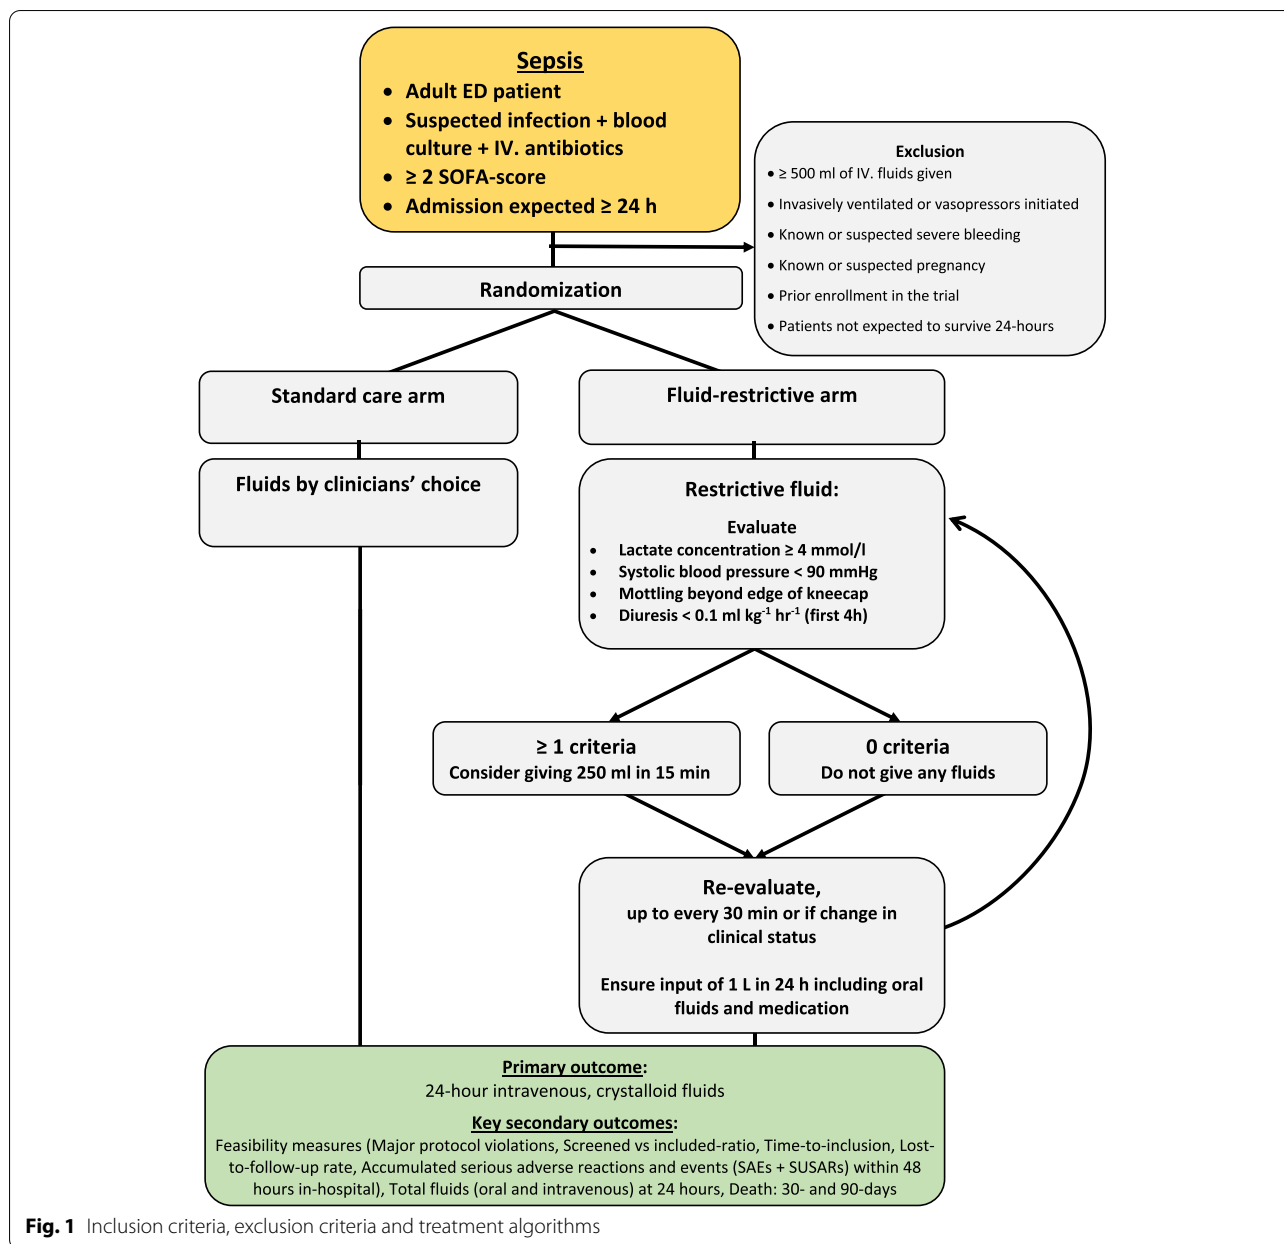 Sepsis
• Adult ED patient
• Suspected infection + blood
culture + IV. antibiotics
• ≥ 2 SOFA-score
• Admission expected ≥ 24 h
Exclusion
• ≥ 500 ml of IV. fluids given
• Invasively ventilated or vasopressors initiated
• Known or suspected severe bleeding
• Known or suspected pregnancy
• Prior enrollment in the trial
• Patients not expected to survive 24-hours
Randomization
Standard care arm
Fluid-restrictive arm
Fluids by clinicians’ choice
Restrictive fluid:
Evaluate
• Lactate concentration ≥ 4 mmol/l
• Systolic blood pressure < 90 mmHg
• Mottling beyond edge of kneecap
• Diuresis < 0.1 ml kg⁻¹ hr⁻¹ (first 4h)
≥ 1 criteria
Consider giving 250 ml in 15 min
0 criteria
Do not give any fluids
Re-evaluate,
up to every 30 min or if change in
clinical status
Ensure input of 1 L in 24 h including oral
fluids and medication
Primary outcome:
24-hour intravenous, crystalloid fluids
Key secondary outcomes:
Feasibility measures (Major protocol violations, Screened vs included-ratio, Time-to-inclusion, Lost-
to-follow-up rate, Accumulated serious adverse reactions and events (SAEs + SUSARs) within 48
hours in-hospital), Total fluids (oral and intravenous) at 24 hours, Death: 30- and 90-days
Fig. 1 Inclusion criteria, exclusion criteria and treatment algorithms